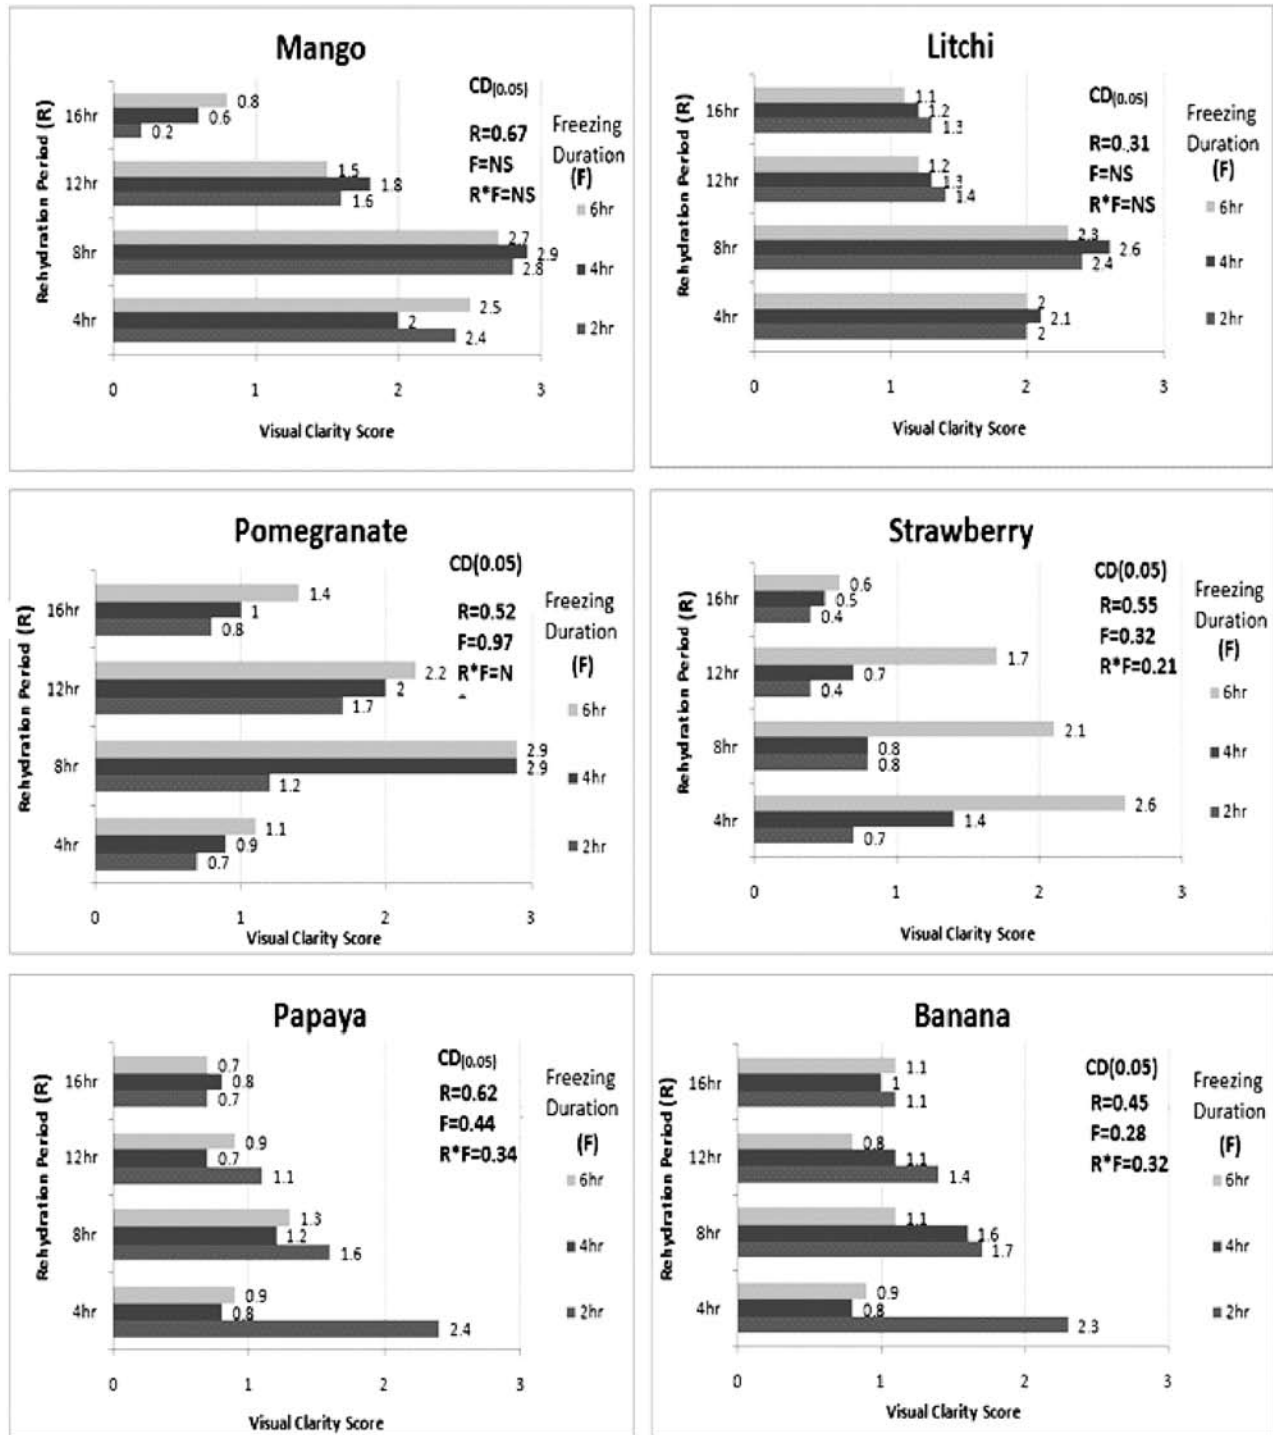 Mango
CD(0.05)
R=0.67
F=NS
R*F=NS
Freezing
Duration
(F)
6hr
4hr
2hr
Rehydration Period (R)
16hr
0.8
0.6
0.2
12hr
1.5
1.8
1.6
8hr
2.7
2.9
2.8
4hr
2.5
2
2.4
0 1 2 3
Visual Clarity Score
Litchi
CD(0.05)
R=0.31
F=NS
R*F=NS
Freezing
Duration
(F)
6hr
4hr
2hr
Rehydration Period (R)
16hr
1.1
1.2
1.3
12hr
1.2
1.3
1.4
8hr
2.3
2.6
2.4
4hr
2
2.1
2
0 1 2 3
Visual Clarity Score
Pomegranate
CD(0.05)
R=0.52
F=0.97
R*F=N
Freezing
Duration
(F)
6hr
4hr
2hr
Rehydration Period (R)
16hr
1.4
1
0.8
12hr
2.2
2
1.7
8hr
2.9
2.9
1.2
4hr
1.1
0.9
0.7
0 1 2 3
Visual Clarity Score
Strawberry
CD(0.05)
R=0.55
F=0.32
R*F=0.21
Freezing
Duration
(F)
6hr
4hr
2hr
Rehydration Period (R)
16hr
0.6
0.5
0.4
12hr
1.7
0.7
0.4
8hr
2.1
0.8
0.8
4hr
2.6
1.4
0.7
0 1 2 3
Visual Clarity Score
Papaya
CD(0.05)
R=0.62
F=0.44
R*F=0.34
Freezing
Duration
(F)
6hr
4hr
2hr
Rehydration Period (R)
16hr
0.7
0.8
0.7
12hr
0.9
0.7
1.1
8hr
1.3
1.2
1.6
4hr
0.9
0.8
2.4
0 1 2 3
Visual Clarity Score
Banana
CD(0.05)
R=0.45
F=0.28
R*F=0.32
Freezing
Duration
(F)
6hr
4hr
2hr
Rehydration Period (R)
16hr
1.1
1
1.1
12hr
0.8
1.1
1.4
8hr
1.1
1.6
1.7
4hr
0.9
0.8
2.3
0 1 2 3
Visual Clarity Score